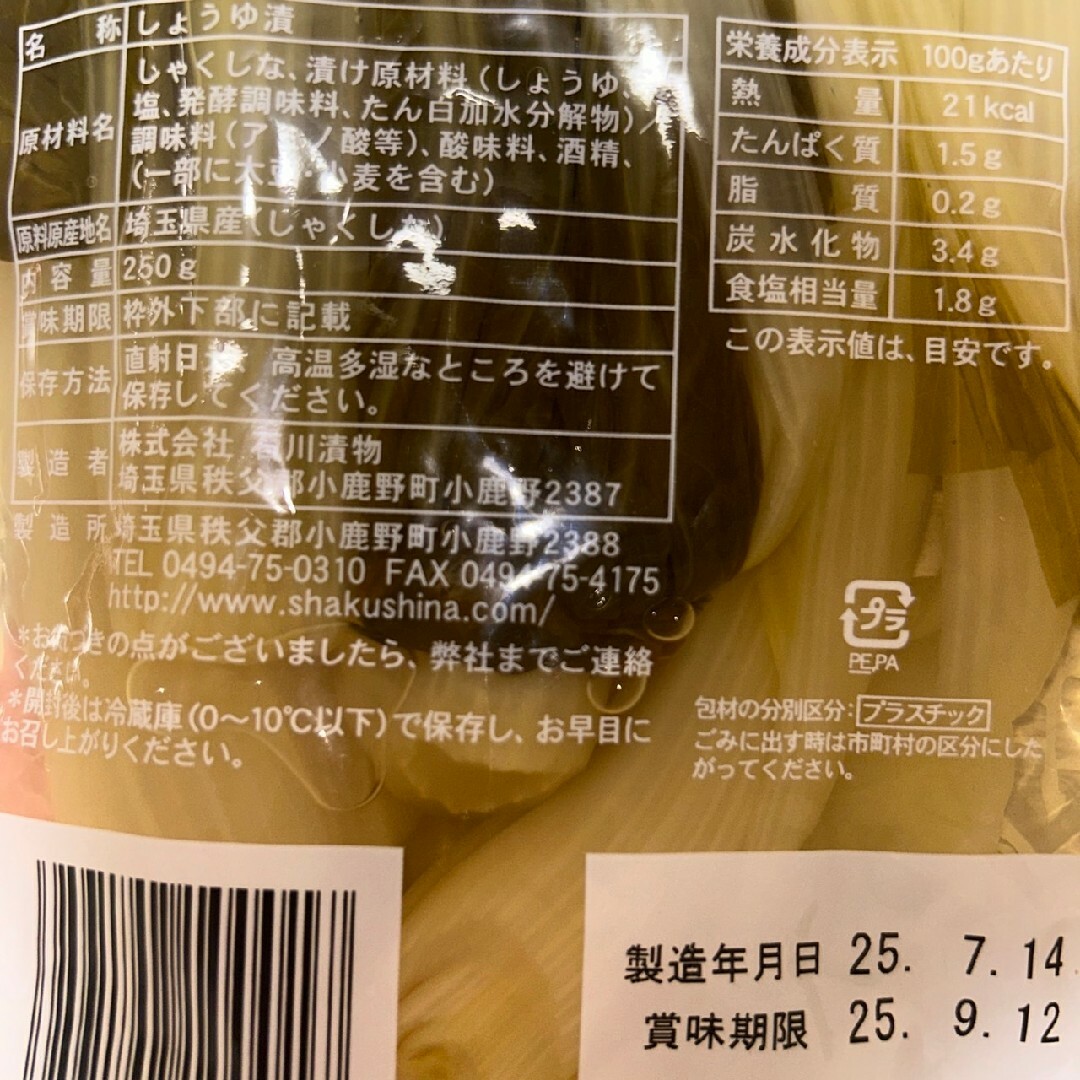 名称 しょうゆ漬
原材料名 しゃくしな、漬け原材料(しょうゆ、
塩、発酵調味料、たん白加水分解物)/
調味料(アミノ酸等)、酸味料、酒精、
(一部に大豆・小麦を含む)
原料原産地名 埼玉県産(しゃくしな)
内容量 250g
賞味期限 枠外下部に記載
保存方法 直射日 高温多湿なところを避けて
保存してください。
製造者 株式会社 川漬物
埼玉県秩父郡小鹿野町小鹿野2387
製造所 埼玉県秩父郡小鹿野町小鹿野2388
TEL 0494-75-0310 FAX 0494-75-4175
http://www.shakushina.com/
*お気づきの点がございましたら、弊社までご連絡
ください。
*開封後は冷蔵庫(0～10℃以下)で保存し、お早目に
お召し上がりください。
栄養成分表示 100gあたり
熱量 21kcal
たんぱく質 1.5g
脂質 0.2g
炭水化物 3.4g
食塩相当量 1.8g
この表示値は、目安です。
プラ
PE,PA
包材の分別区分:プラスチック
ごみに出す時は市町村の区分にした
がってください。
製造年月日 25. 7. 14
賞味期限 25. 9. 12